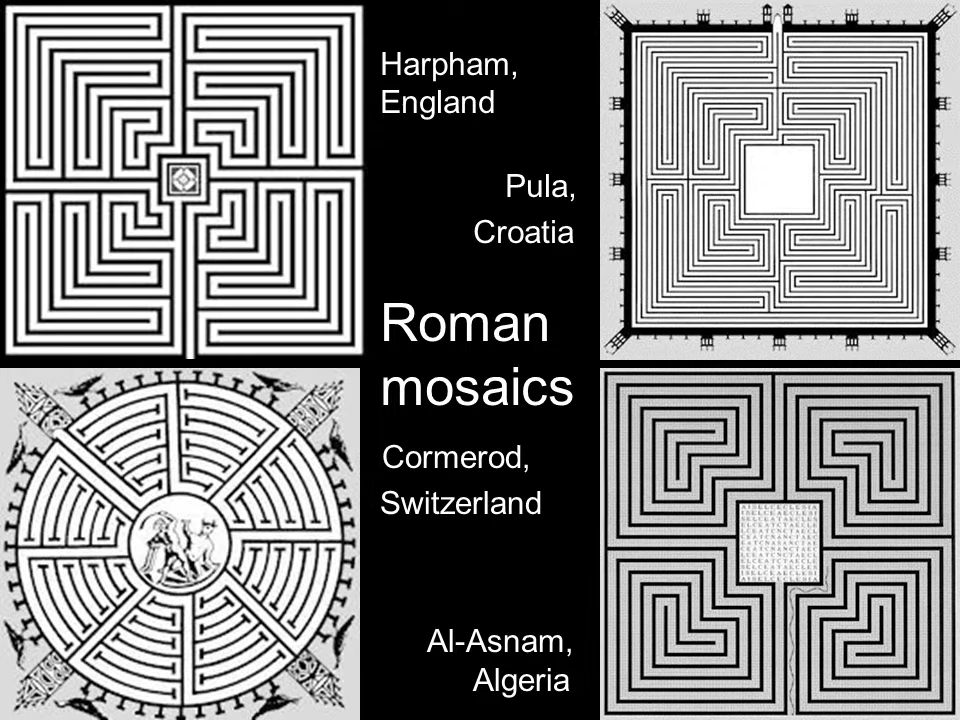 Harpham,
England
Pula,
Croatia
Roman
mosaics
Cormerod,
Switzerland
Al-Asnam,
Algeria